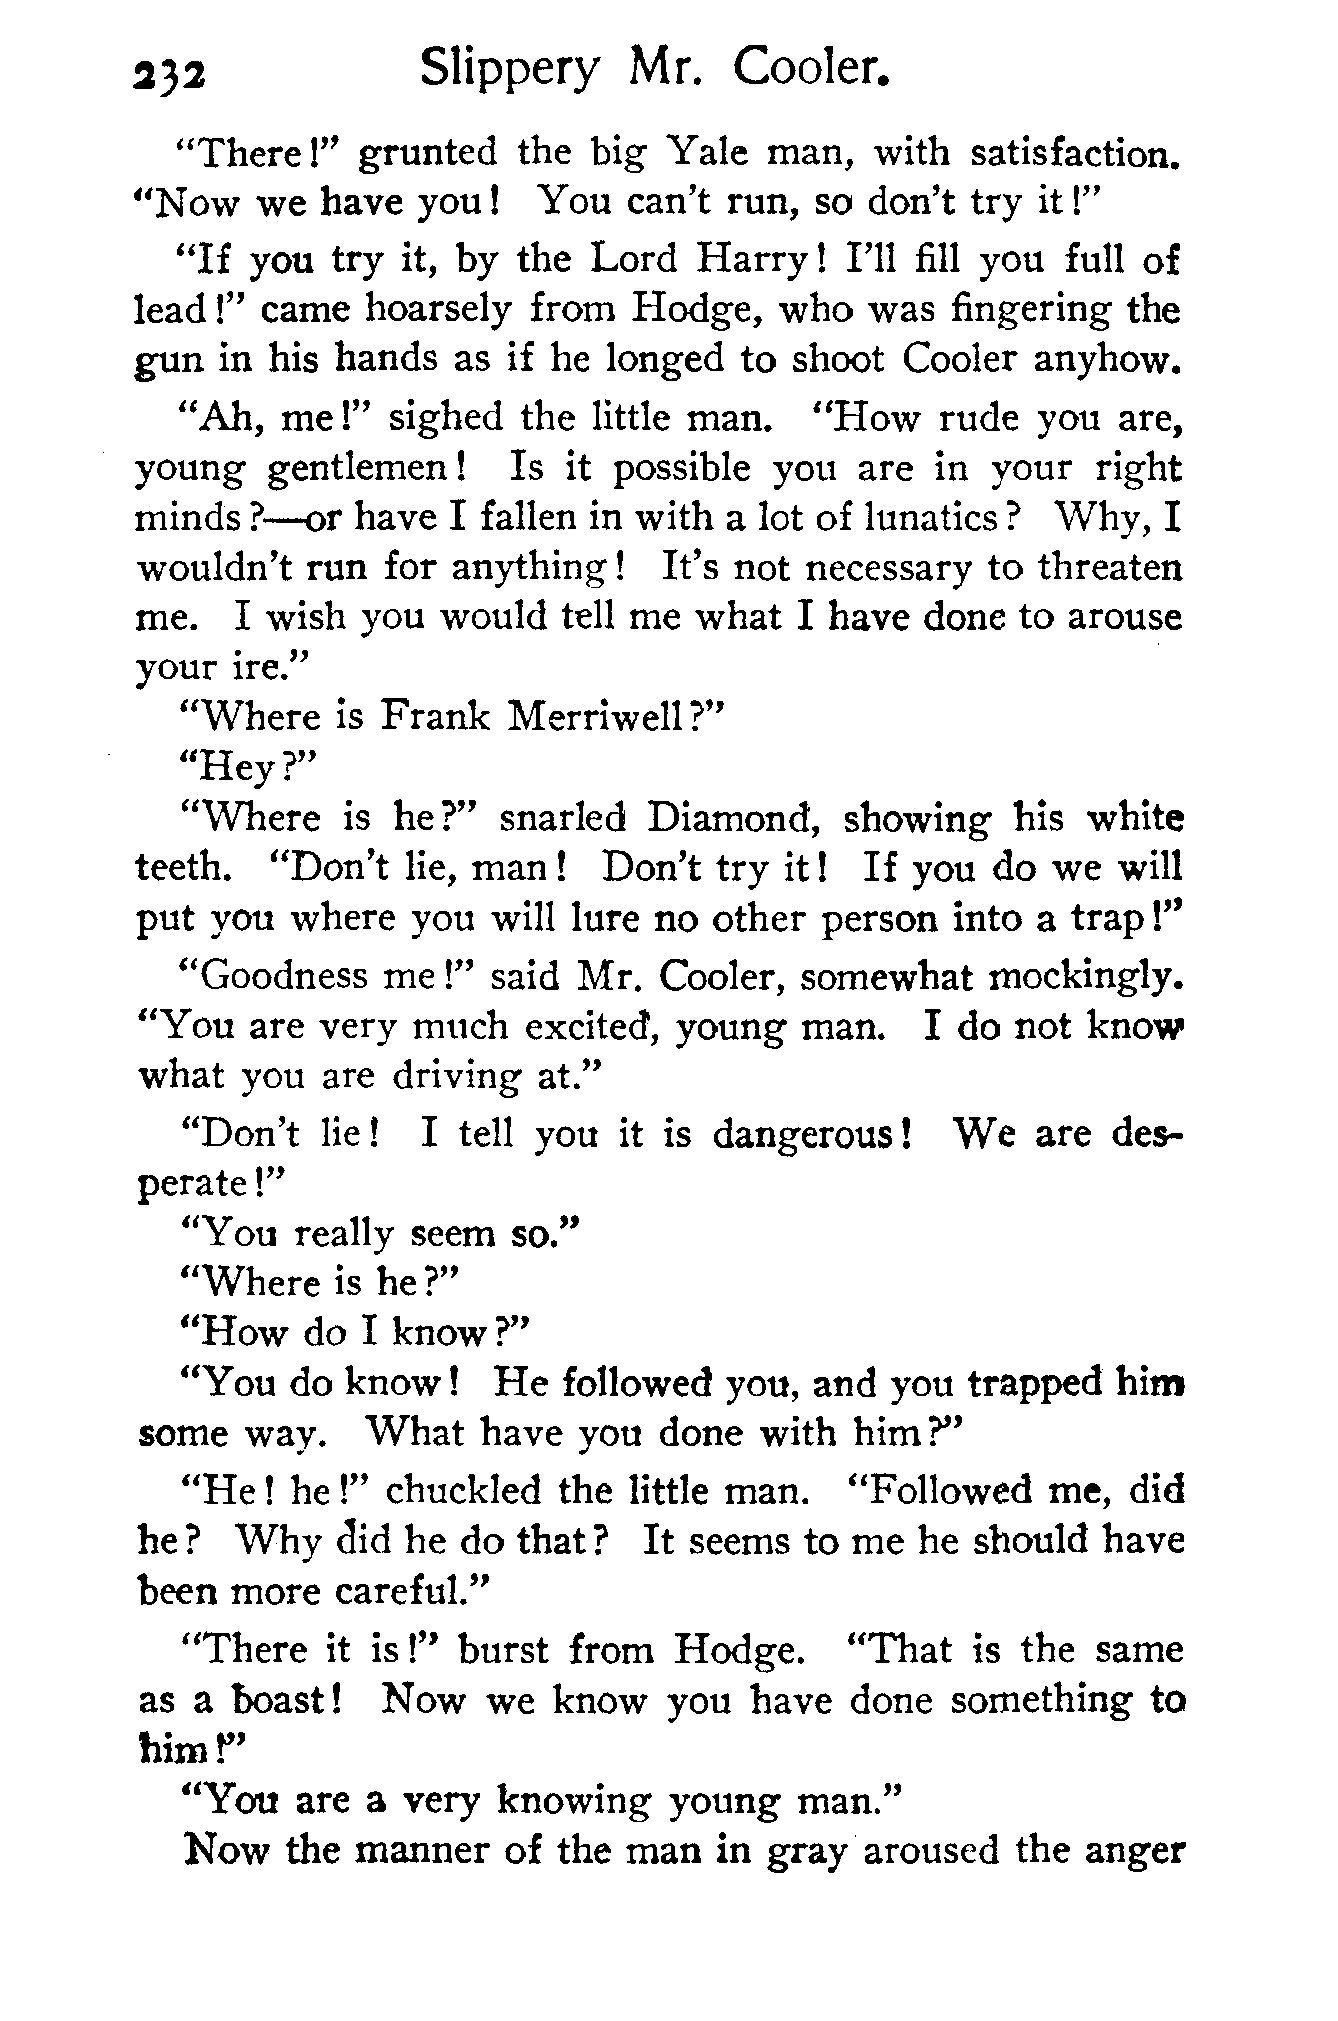 232 Slippery Mr. Cooler.
"There!" grunted the big Yale man, with satisfaction.
"Now we have you! You can't run, so don't try it!"
"If you try it, by the Lord Harry! I'll fill you full of
lead!" came hoarsely from Hodge, who was fingering the
gun in his hands as if he longed to shoot Cooler anyhow.
"Ah, me!" sighed the little man. "How rude you are,
young gentlemen! Is it possible you are in your right
minds?—or have I fallen in with a lot of lunatics? Why, I
wouldn't run for anything! It's not necessary to threaten
me. I wish you would tell me what I have done to arouse
your ire."
"Where is Frank Merriwell?"
"Hey?"
"Where is he?" snarled Diamond, showing his white
teeth. "Don't lie, man! Don't try it! If you do we will
put you where you will lure no other person into a trap!"
"Goodness me!" said Mr. Cooler, somewhat mockingly.
"You are very much excited, young man. I do not know
what you are driving at."
"Don't lie! I tell you it is dangerous! We are des-
perate!"
"You really seem so."
"Where is he?"
"How do I know?"
"You do know! He followed you, and you trapped him
some way. What have you done with him?"
"He! he!" chuckled the little man. "Followed me, did
he? Why did he do that? It seems to me he should have
been more careful."
"There it is!" burst from Hodge. "That is the same
as a boast! Now we know you have done something to
him!"
"You are a very knowing young man."
Now the manner of the man in gray aroused the anger